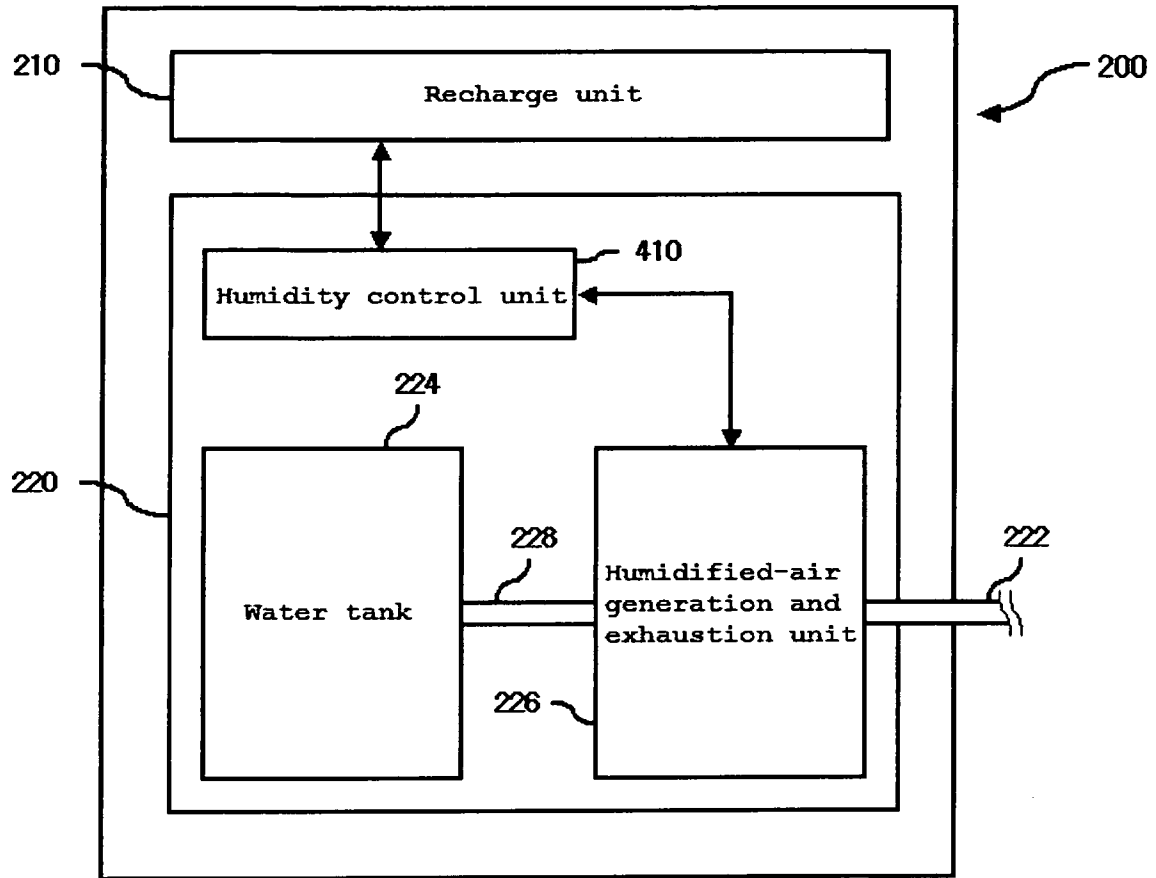 210
Recharge unit
200
410
Humidity control unit
224
220
228
222
Water tank
Humidified-air
generation and
exhaustion unit
226